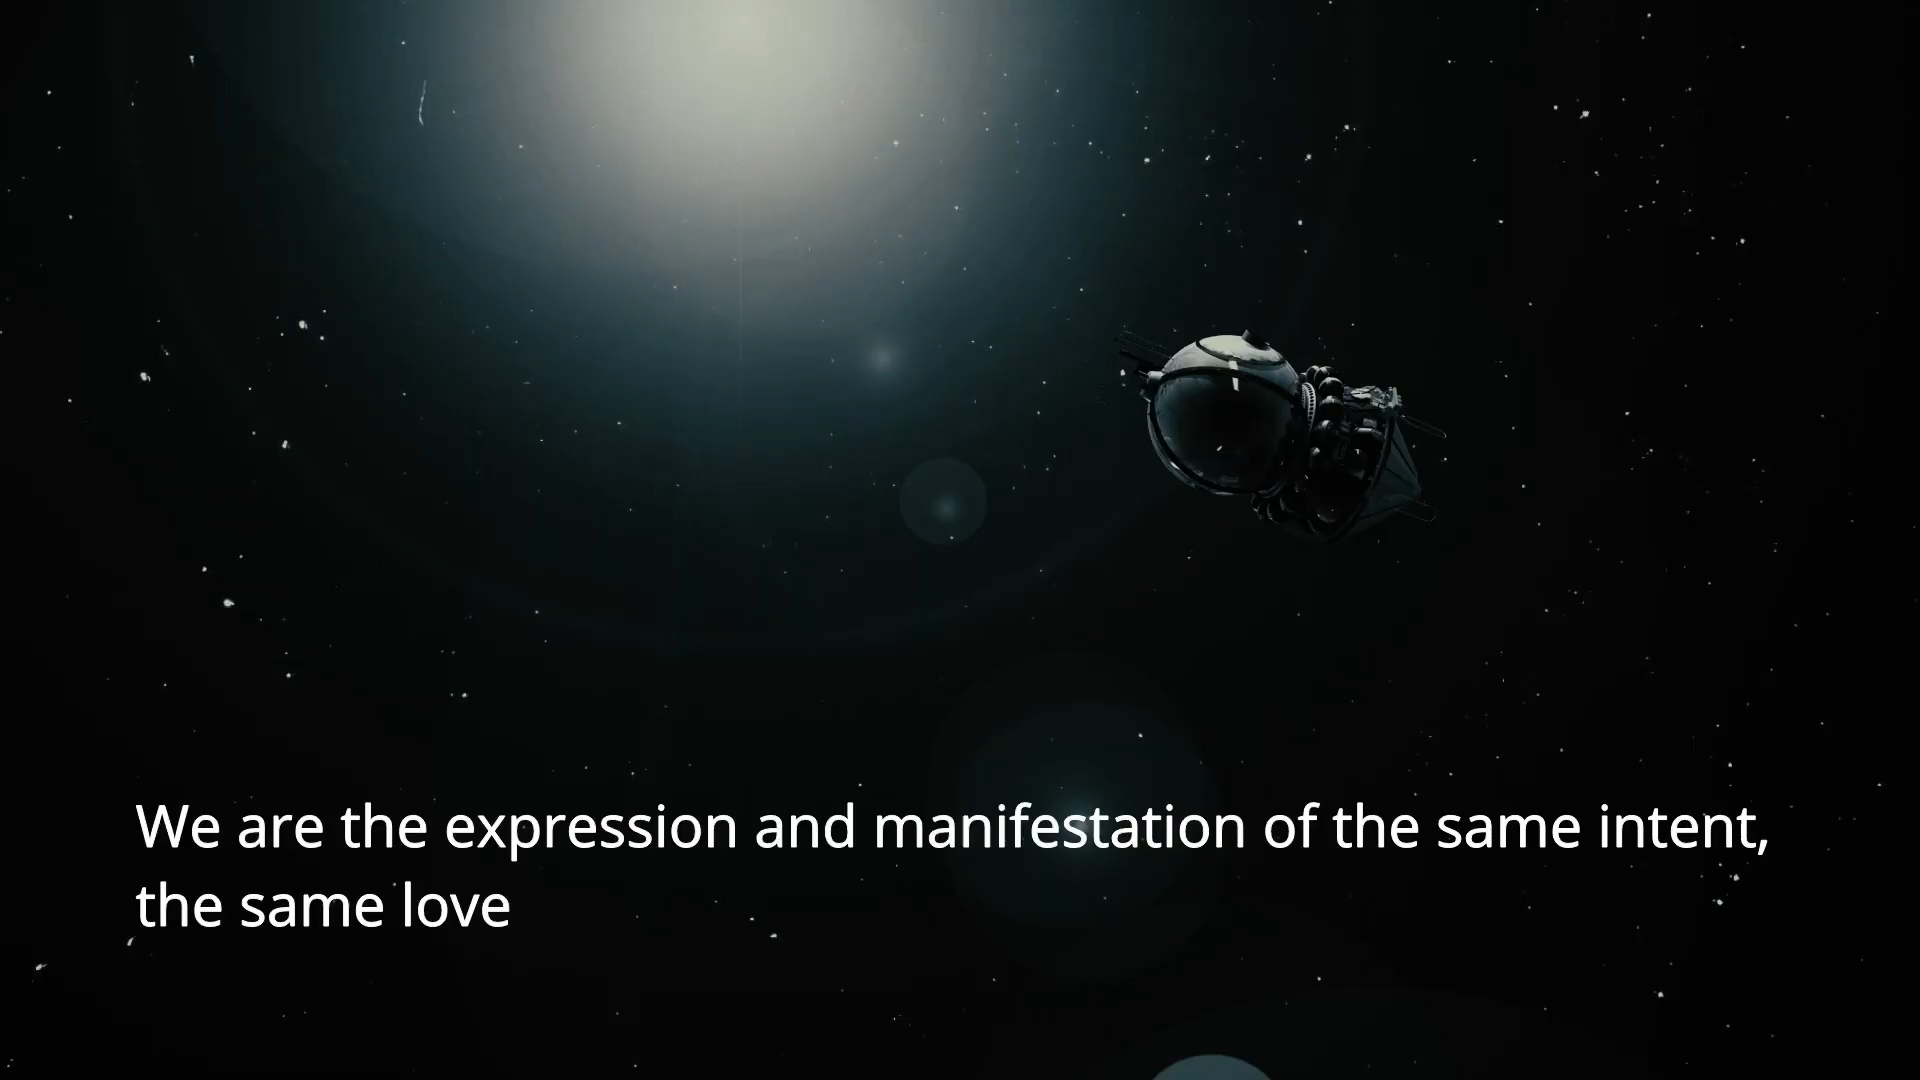 We are the expression and manifestation of the same intent,
the same love